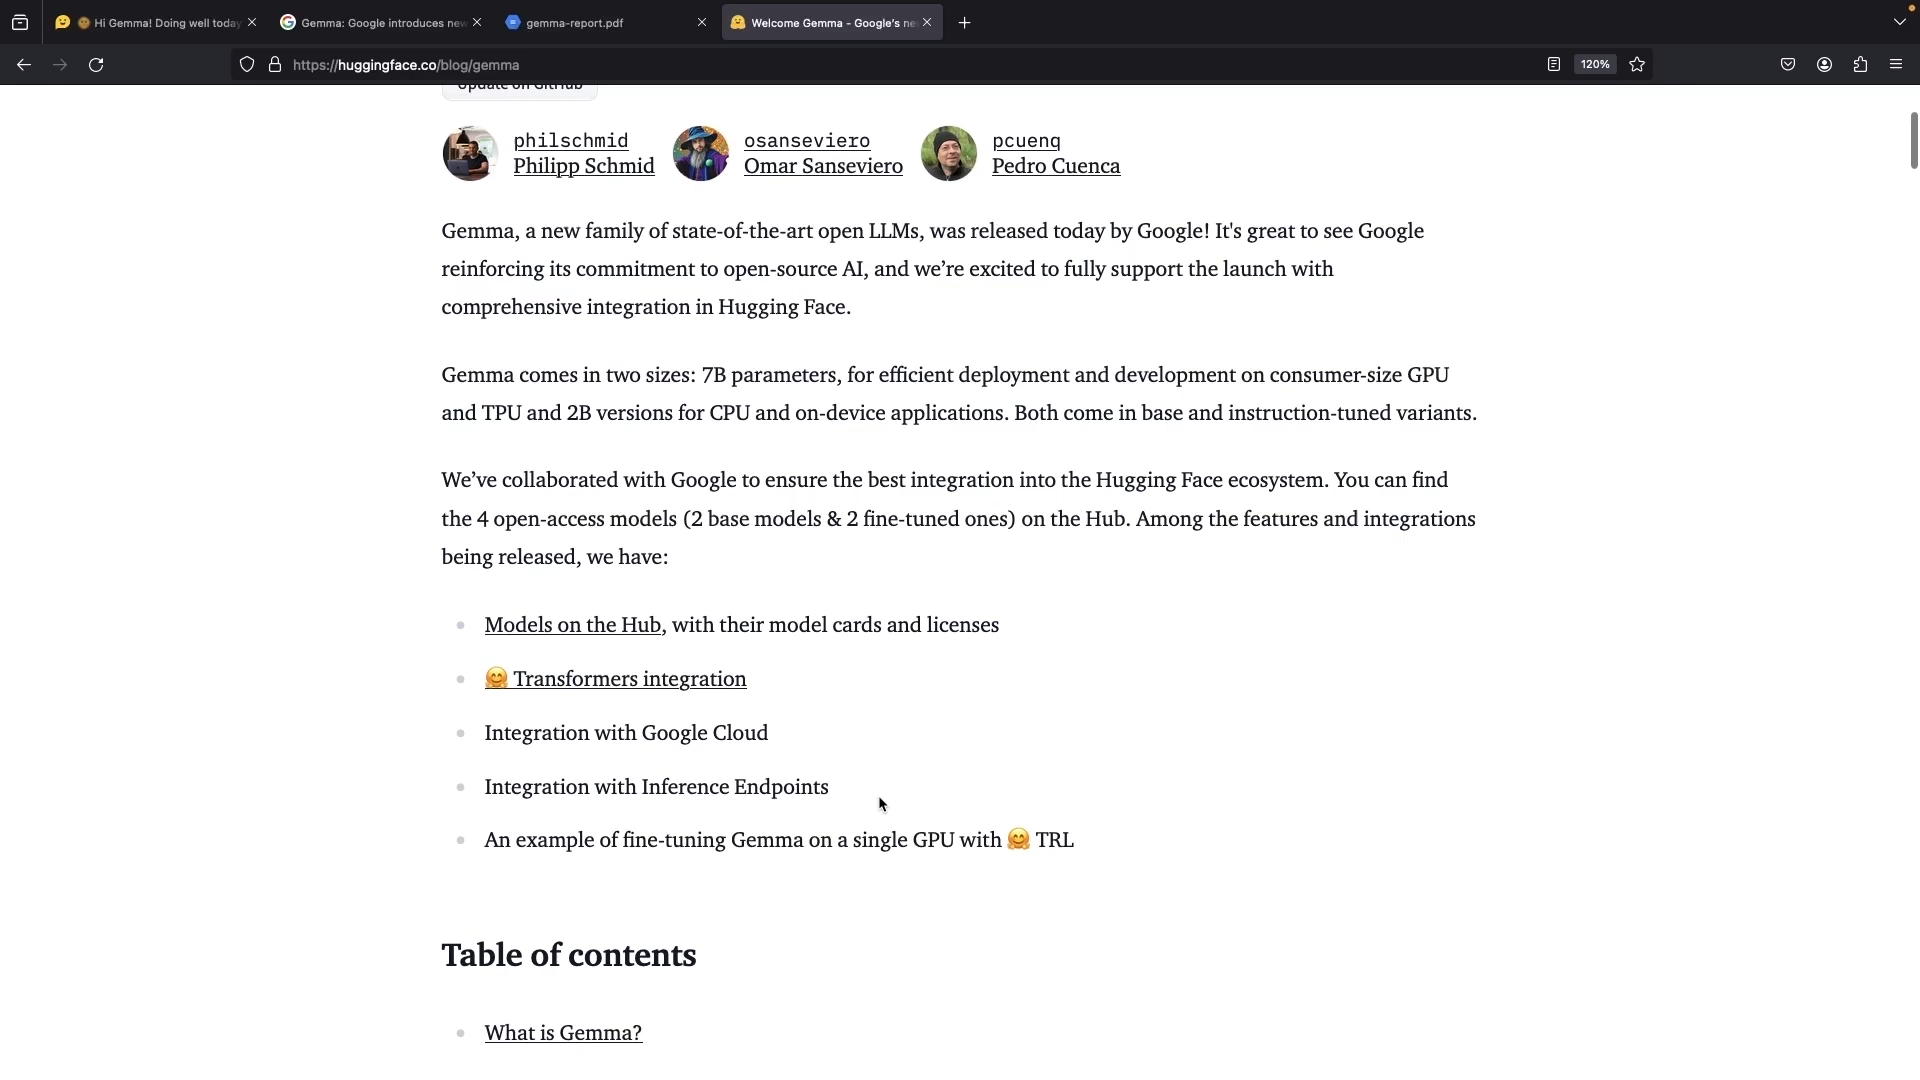 Hi Gemma! Doing well today
Gemma: Google introduces new
gemma-report.pdf
Welcome Gemma - Google's ne
https://huggingface.co/blog/gemma
120%
Update on GitHub
philschmid
Philipp Schmid
osanseviero
Omar Sanseviero
pcuenq
Pedro Cuenca
Gemma, a new family of state-of-the-art open LLMs, was released today by Google! It's great to see Google
reinforcing its commitment to open-source AI, and we’re excited to fully support the launch with
comprehensive integration in Hugging Face.
Gemma comes in two sizes: 7B parameters, for efficient deployment and development on consumer-size GPU
and TPU and 2B versions for CPU and on-device applications. Both come in base and instruction-tuned variants.
We’ve collaborated with Google to ensure the best integration into the Hugging Face ecosystem. You can find
the 4 open-access models (2 base models & 2 fine-tuned ones) on the Hub. Among the features and integrations
being released, we have:
Models on the Hub, with their model cards and licenses
🤗 Transformers integration
Integration with Google Cloud
Integration with Inference Endpoints
An example of fine-tuning Gemma on a single GPU with 🤗 TRL
Table of contents
What is Gemma?